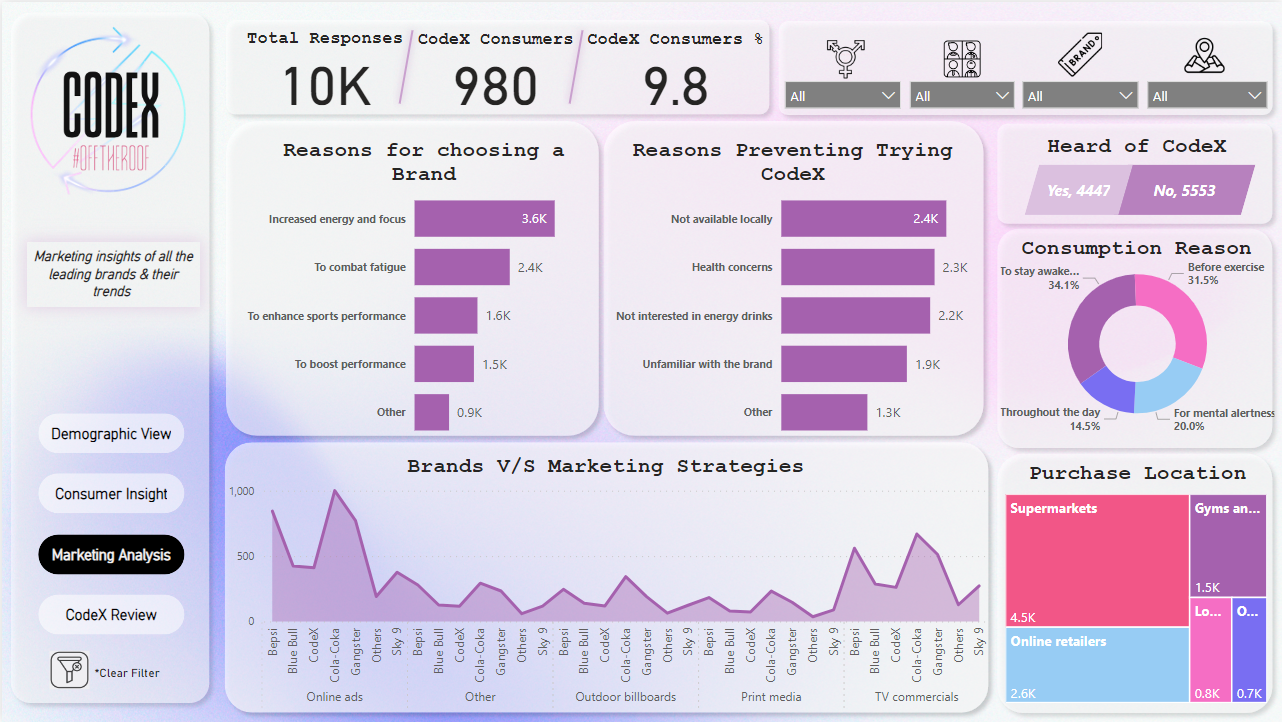 CODEX
#OFFTHEROOF
Marketing insights of all the
leading brands & their
trends
Demographic View
Consumer Insight
Marketing Analysis
CodeX Review
*Clear Filter
Total Responses
10K
CodeX Consumers
980
CodeX Consumers %
9.8
BRAND
All
All
All
All
Reasons for choosing a
Brand
Increased energy and focus
3.6K
To combat fatigue
2.4K
To enhance sports performance
1.6K
To boost performance
1.5K
Other
0.9K
Reasons Preventing Trying
CodeX
Not available locally
2.4K
Health concerns
2.3K
Not interested in energy drinks
2.2K
Unfamiliar with the brand
1.9K
Other
1.3K
Heard of CodeX
Yes, 4447
No, 5553
Consumption Reason
To stay awake...
34.1%
Before exercise
31.5%
Throughout the day
14.5%
For mental alertness
20.0%
Brands V/S Marketing Strategies
1,000
500
0
Bepsi
Blue Bull
CodeX
Cola-Coka
Gangster
Others
Sky 9
Bepsi
Blue Bull
CodeX
Cola-Coka
Gangster
Others
Sky 9
Bepsi
Blue Bull
CodeX
Cola-Coka
Gangster
Others
Sky 9
Bepsi
Blue Bull
CodeX
Cola-Coka
Gangster
Others
Sky 9
Bepsi
Blue Bull
CodeX
Cola-Coka
Gangster
Others
Sky 9
Online ads
Other
Outdoor billboards
Print media
TV commercials
Purchase Location
Supermarkets
4.5K
Online retailers
2.6K
Gyms an...
1.5K
Lo...
0.8K
O...
0.7K